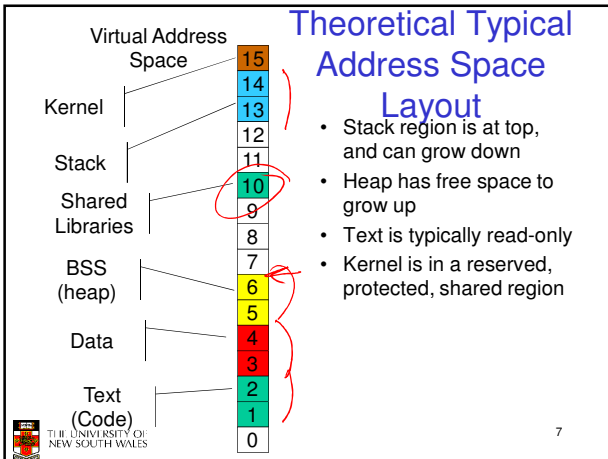 Theoretical Typical
Address Space
Layout
Virtual Address
Space
Kernel
Stack
Shared
Libraries
BSS
(heap)
Data
Text
(Code)
15
14
13
12
11
10
9
8
7
6
5
4
3
2
1
0
• Stack region is at top,
and can grow down
• Heap has free space to
grow up
• Text is typically read-only
• Kernel is in a reserved,
protected, shared region
THE UNIVERSITY OF
NEW SOUTH WALES
7